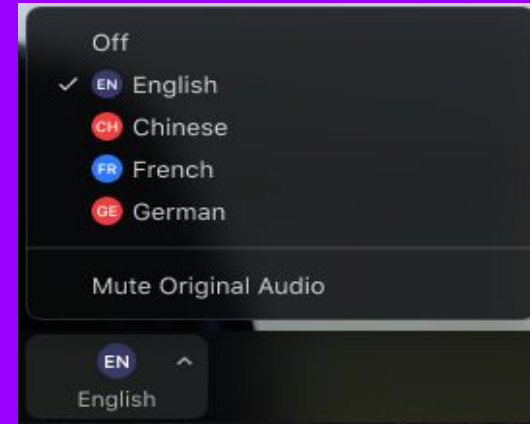 Off
EN English
CH Chinese
FR French
GE German
Mute Original Audio
EN
English